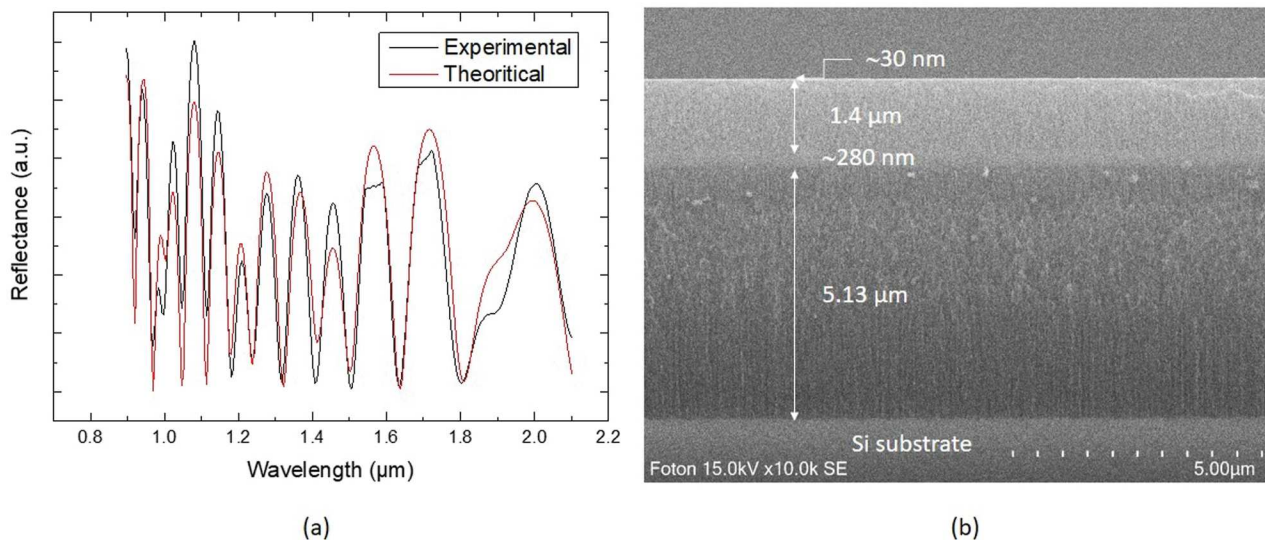 Experimental
Theoritical
Reflectance (a.u.)
0.8 1.0 1.2 1.4 1.6 1.8 2.0 2.2
Wavelength (µm)
(a)
~30 nm
1.4 µm
~280 nm
5.13 µm
Si substrate
Foton 15.0kV x10.0k SE 5.00µm
(b)